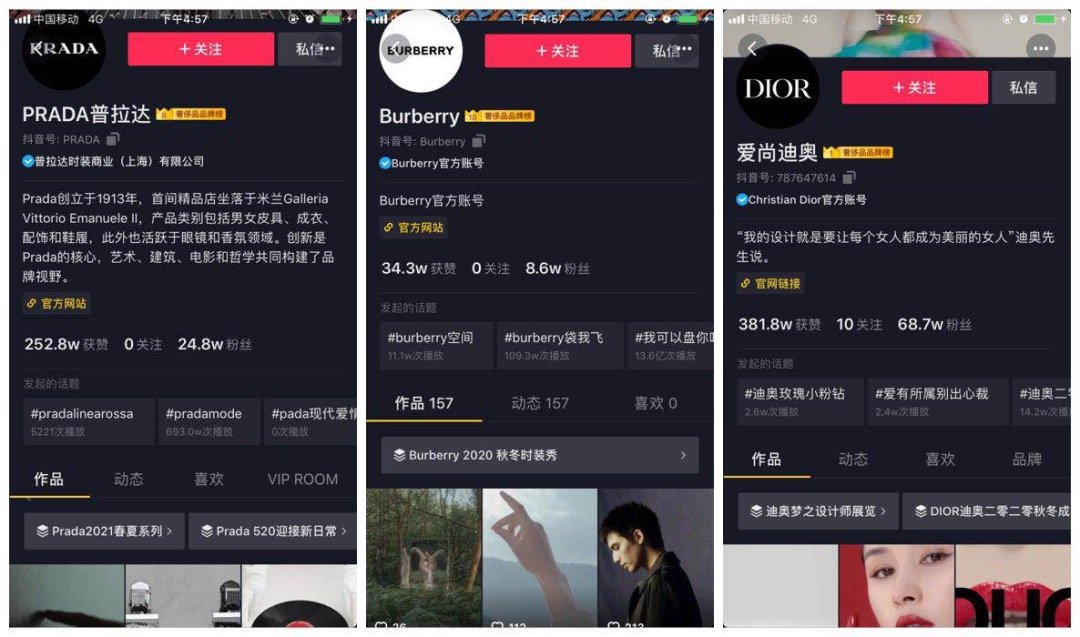 中国移动 4G 下午4:57
PRADA
+ 关注
私信
PRADA普拉达
8 奢侈品品牌榜
抖音号: PRADA
普拉达时装商业（上海）有限公司
Prada创立于1913年，首间精品店坐落于米兰Galleria
Vittorio Emanuele II，产品类别包括男女皮具、成衣、
配饰和鞋履，此外也活跃于眼镜和香氛领域。创新是
Prada的核心，艺术、建筑、电影和哲学共同构建了品
牌视野。
官方网站
252.8w获赞 0关注 24.8w粉丝
发起的话题
#pradalinearossa #pradamode #pada现代爱情
5221次播放 693.0w次播放 0次播放
作品 动态 喜欢 VIP ROOM
Prada2021春夏系列 Prada 520迎接新日常
中国移动 4G 下午4:57
BURBERRY
+ 关注
私信
Burberry
18 奢侈品品牌榜
抖音号: Burberry
Burberry官方账号
Burberry官方账号
官方网站
34.3w获赞 0关注 8.6w粉丝
发起的话题
#burberry空间 #burberry袋我飞 #我可以盘你
11.1w次播放 109.3w次播放 13.6亿次播放
作品 157 动态 157 喜欢 0
Burberry 2020 秋冬时装秀
26 112 213
中国移动 4G 下午4:57
DIOR
+ 关注
私信
爱尚迪奥
1 奢侈品品牌榜
抖音号: 787647614
Christian Dior官方账号
“我的设计就是要让每个女人都成为美丽的女人”迪奥先
生说。
官网链接
381.8w获赞 10关注 68.7w粉丝
发起的话题
#迪奥玫瑰小粉钻 #爱有所属别出心裁 #迪奥二
2.6w次播放 2.4w次播放 14.2w次播放
作品 动态 喜欢 品牌
迪奥梦之设计师展览 DIOR迪奥二零二零秋冬成